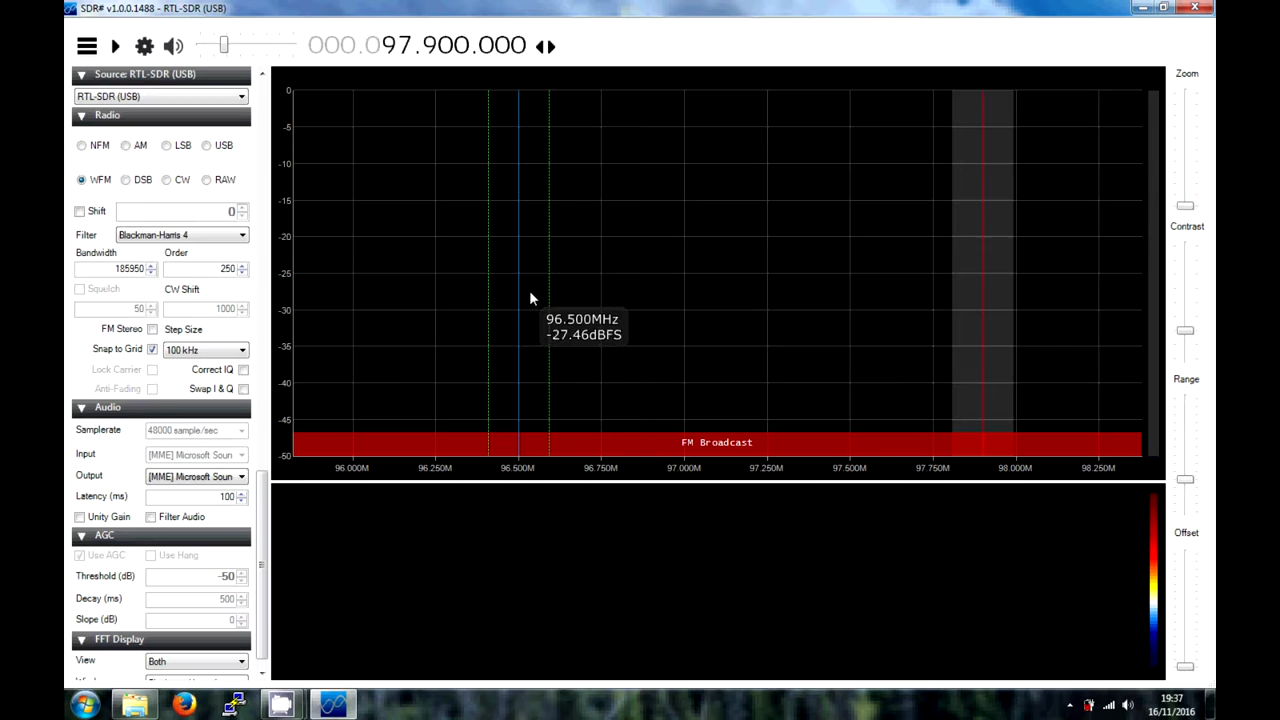 SDR# v1.0.0.1488 - RTL-SDR (USB)
000.097.900.000
Source: RTL-SDR (USB)
RTL-SDR (USB)
Radio
NFM AM LSB USB
WFM DSB CW RAW
Shift 0
Filter Blackman-Harris 4
Bandwidth Order
185950 250
Squelch CW Shift
50 1000
FM Stereo Step Size
Snap to Grid 100 kHz
Lock Carrier Correct IQ
Anti-Fading Swap I & Q
Audio
Samplerate 48000 sample/sec
Input [MME] Microsoft Soun
Output [MME] Microsoft Soun
Latency (ms) 100
Unity Gain Filter Audio
AGC
Use AGC Use Hang
Threshold (dB) -50
Decay (ms) 500
Slope (dB) 0
FFT Display
View Both
0
-5
-10
-15
-20
-25
-30
-35
-40
-45
-50
96.500MHz
-27.46dBFS
FM Broadcast
96.000M 96.250M 96.500M 96.750M 97.000M 97.250M 97.500M 97.750M 98.000M 98.250M
Zoom
Contrast
Range
Offset
19:37
16/11/2016